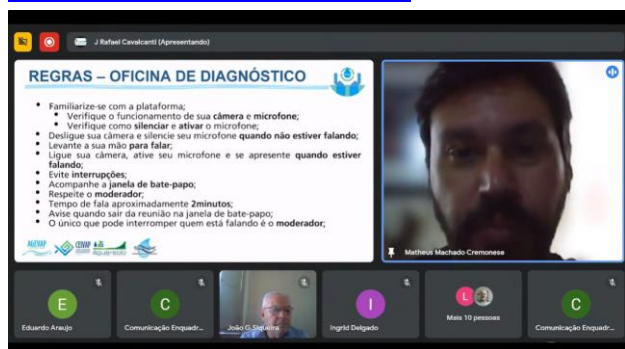 J Rafael Cavalcanti (Apresentando)
REGRAS – OFICINA DE DIAGNÓSTICO
• Familiarize-se com a plataforma;
• Verifique o funcionamento de sua câmera e microfone;
• Verifique como silenciar e ativar o microfone;
• Desligue sua câmera e silencie seu microfone quando não estiver falando;
• Levante a sua mão para falar;
• Ligue sua câmera, ative seu microfone e se apresente quando estiver
falando;
• Evite interrupções;
• Acompanhe a janela de bate-papo;
• Respeite o moderador;
• Tempo de fala aproximadamente 2minutos;
• Avise quando sair da reunião na janela de bate-papo;
• O único que pode interromper quem está falando é o moderador;
AGEVAP
CEIVAP
Matheus Machado Cremonese
E
C
I
L
C
Eduardo Araujo
Comunicação Enquadr...
João G Siqueira
Ingrid Delgado
Mais 10 pessoas
Comunicação Enquadr...